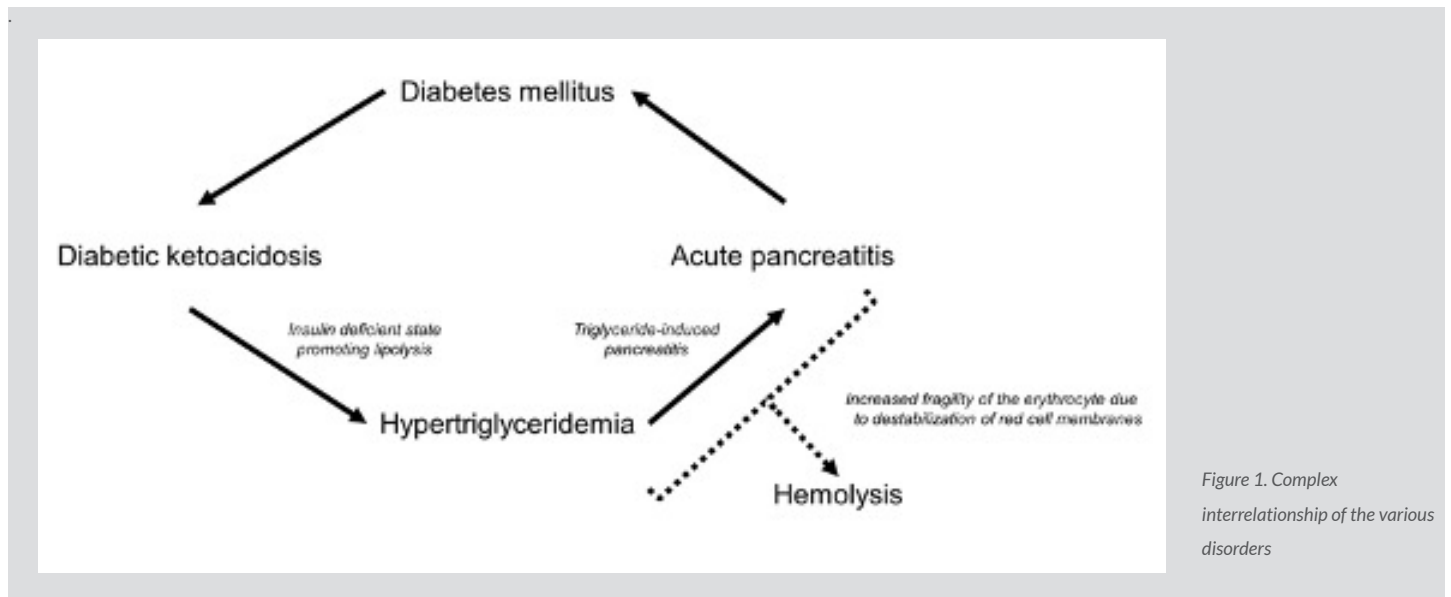 Diabetes mellitus
Diabetic ketoacidosis
Acute pancreatitis
Insulin deficient state
promoting lipolysis
Triglyceride-induced
pancreatitis
Hypertriglyceridemia
Increased fragility of the erythrocyte due
to destabilization of red cell membranes
Hemolysis
Figure 1. Complex
interrelationship of the various
disorders